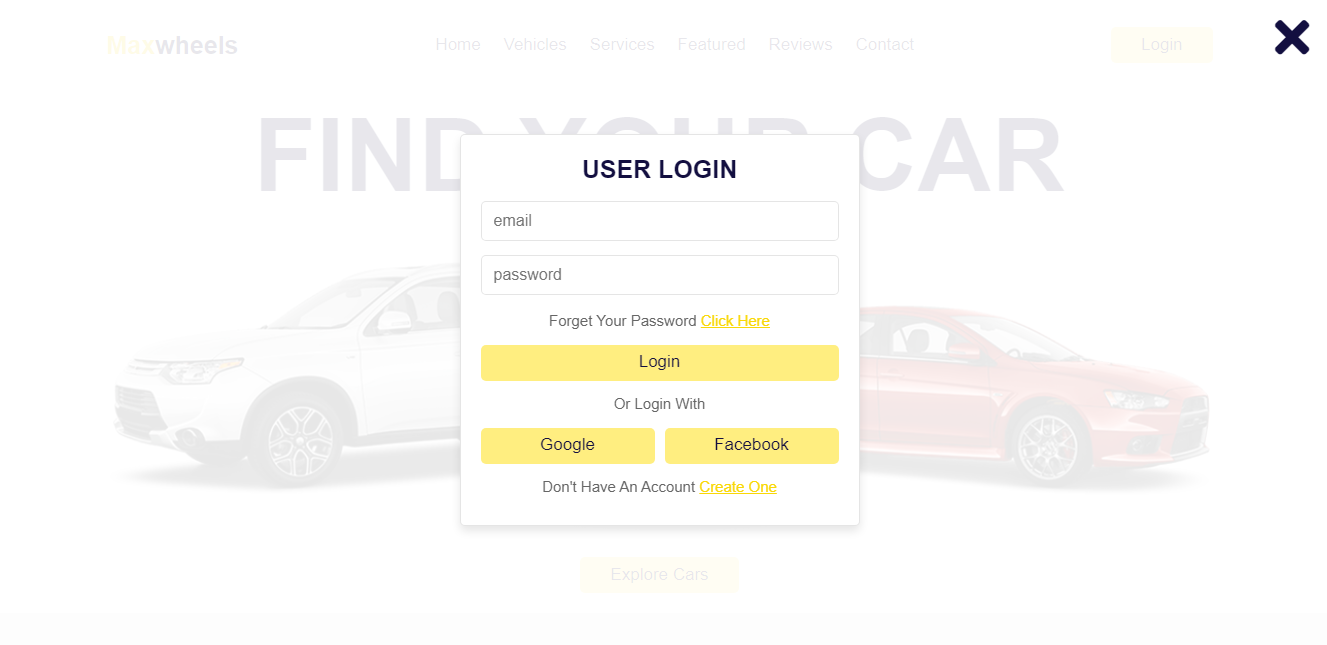 Maxwheels
Home Vehicles Services Featured Reviews Contact
Login
FIND YOUR CAR
USER LOGIN
email
password
Forget Your Password Click Here
Login
Or Login With
Google Facebook
Don't Have An Account Create One
Explore Cars